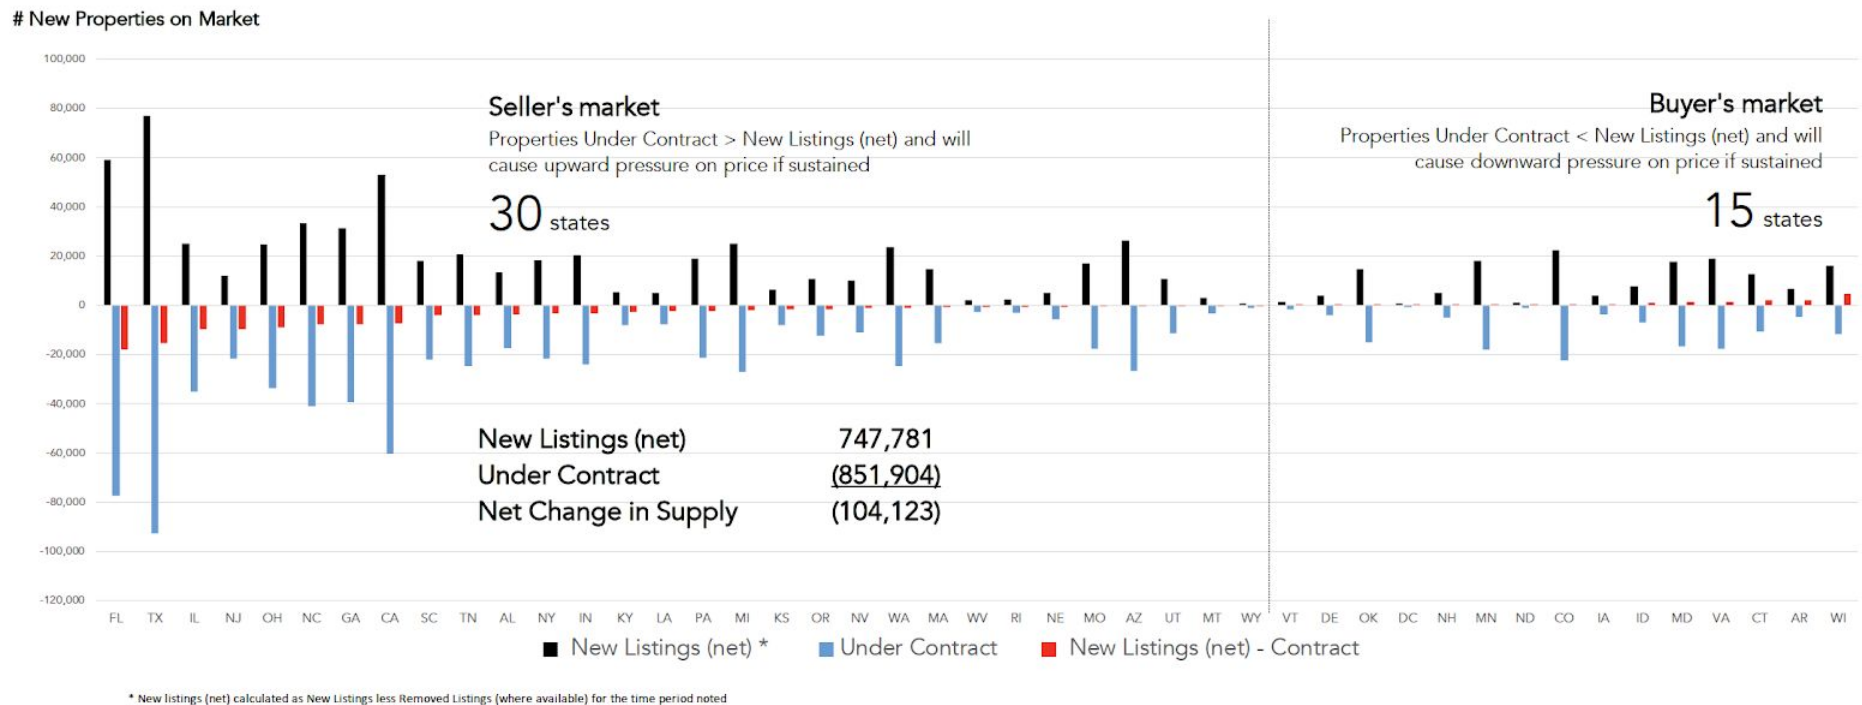 # New Properties on Market
100,000
80,000
60,000
40,000
20,000
0
-20,000
-40,000
-60,000
-80,000
-100,000
-120,000
Seller's market
Properties Under Contract > New Listings (net) and will
cause upward pressure on price if sustained
30 states
Buyer's market
Properties Under Contract < New Listings (net) and will
cause downward pressure on price if sustained
15 states
New Listings (net) 747,781
Under Contract (851,904)
Net Change in Supply (104,123)
FL TX IL NJ OH NC GA CA SC TN AL NY IN KY LA PA MI KS OR NV WA MA WV RI NE MO AZ UT MT WY VT DE OK DC NH MN ND CO IA ID MD VA CT AR WI
New Listings (net) * Under Contract New Listings (net) - Contract
* New listings (net) calculated as New Listings less Removed Listings (where available) for the time period noted